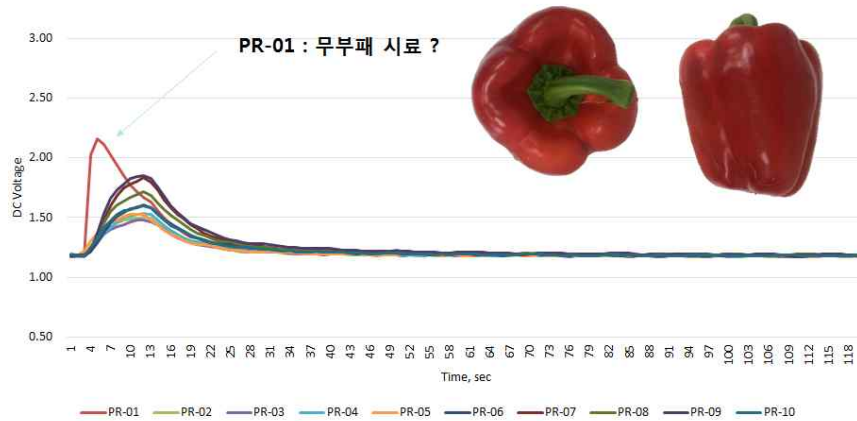 3.00
PR-01 : 무부패 시료 ?
2.50
2.00
DC Voltage
1.50
1.00
0.50
1 4 7 10 13 16 19 22 25 28 31 34 37 40 43 46 49 52 55 58 61 64 67 70 73 76 79 82 85 88 91 94 97 100 103 106 109 112 115 118
Time, sec
PR-01 PR-02 PR-03 PR-04 PR-05 PR-06 PR-07 PR-08 PR-09 PR-10